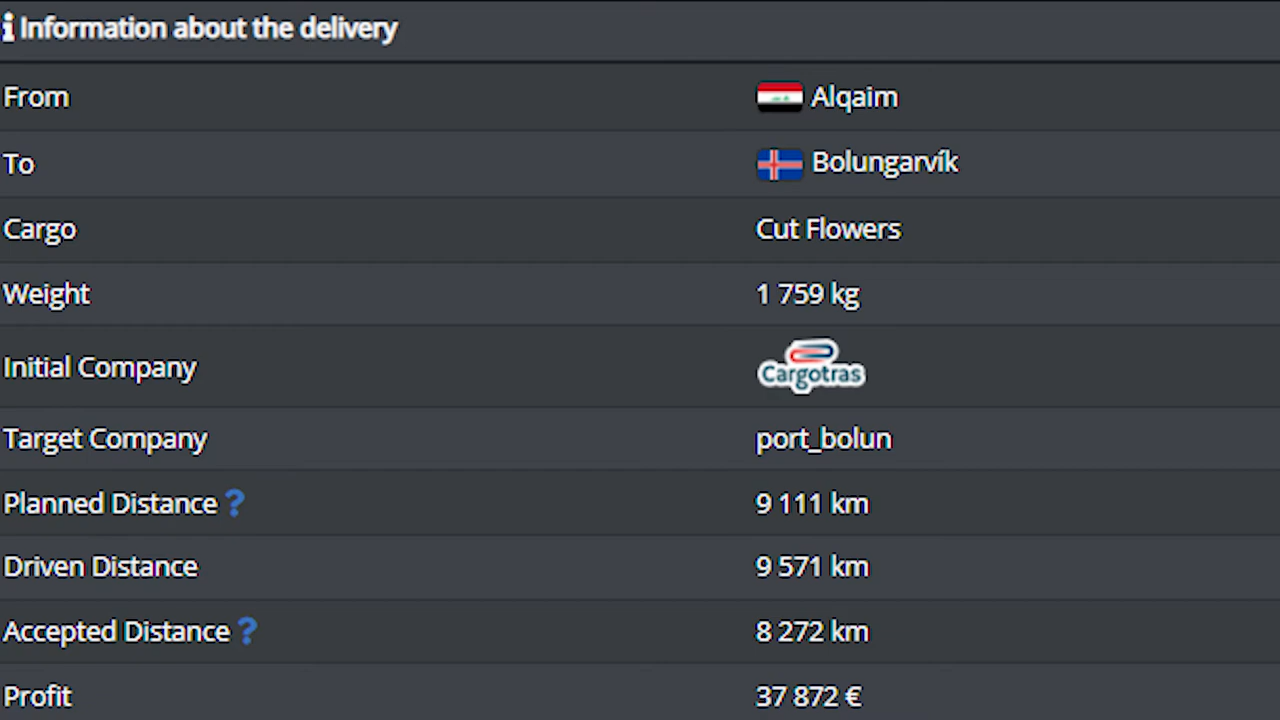 Information about the delivery
From Alqaim
To Bolungarvík
Cargo Cut Flowers
Weight 1 759 kg
Initial Company Cargotras
Target Company port_bolun
Planned Distance ? 9 111 km
Driven Distance 9 571 km
Accepted Distance ? 8 272 km
Profit 37 872 €